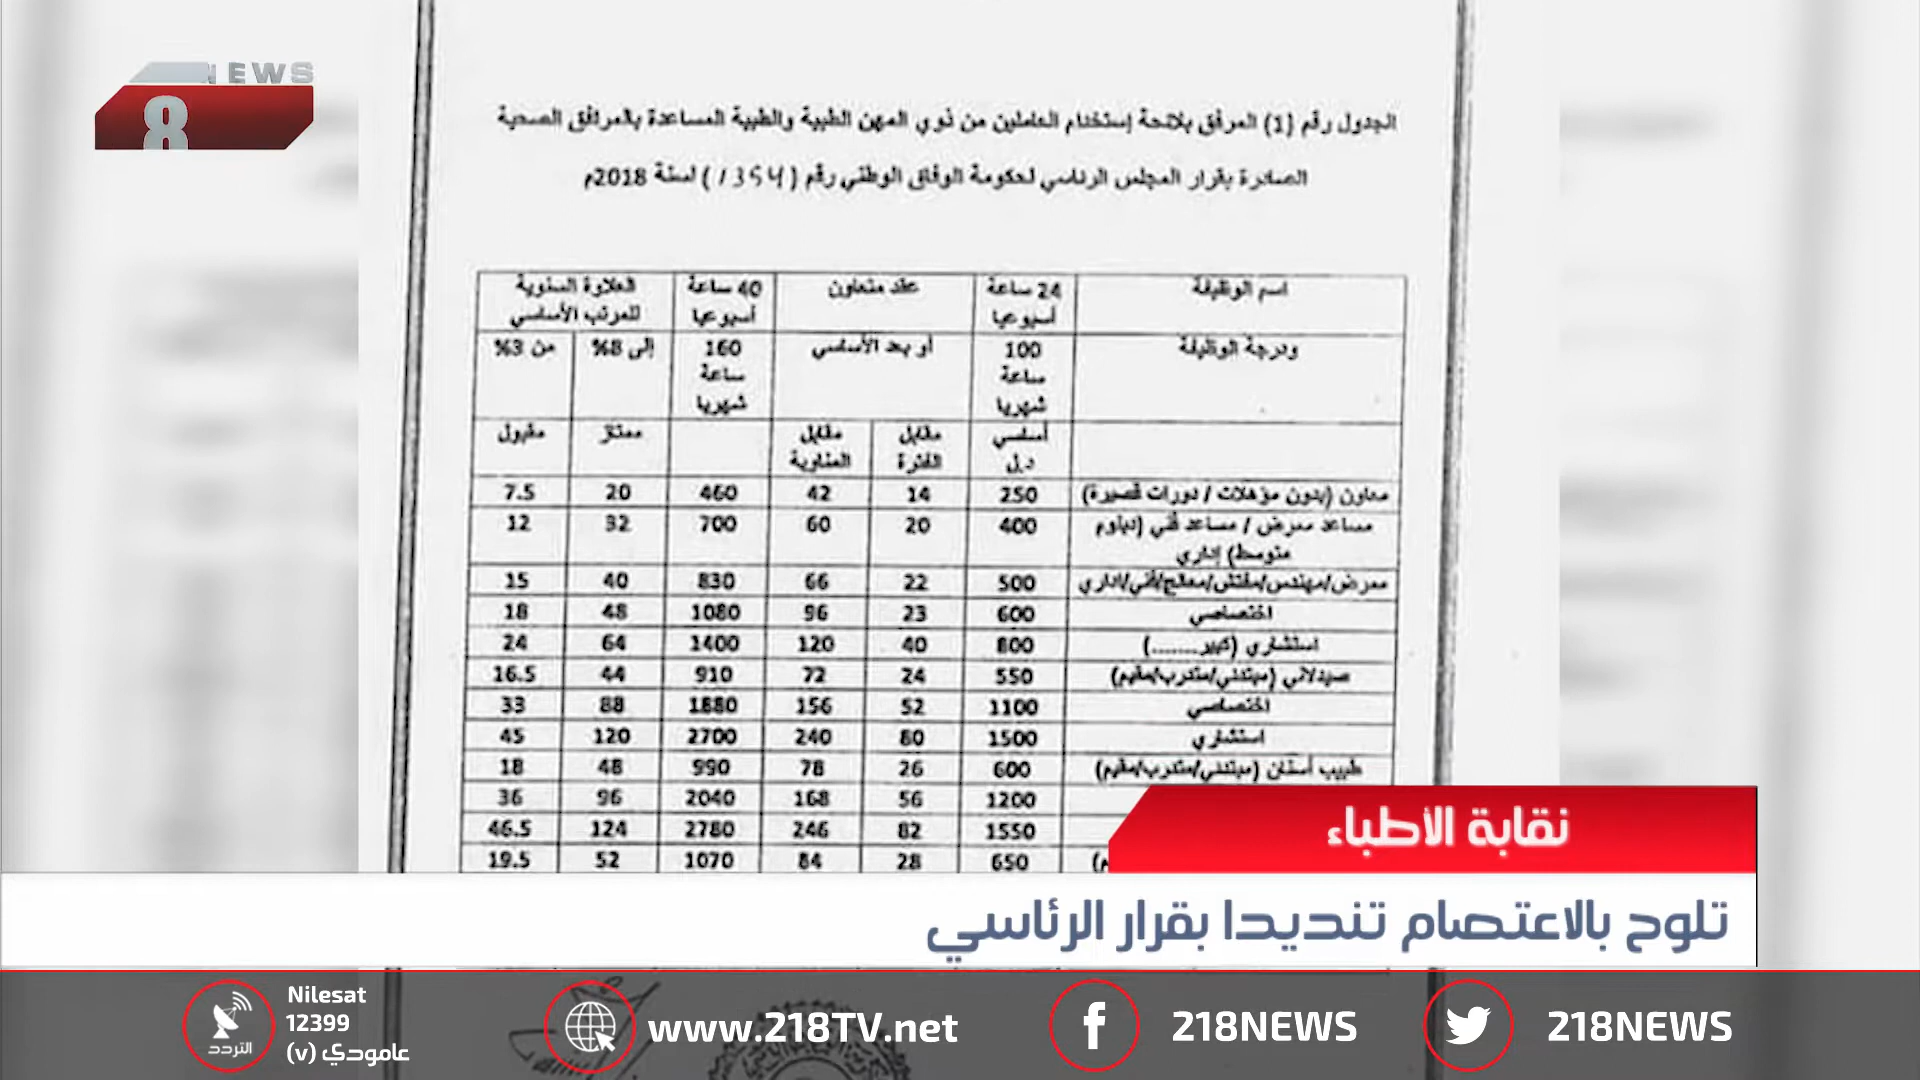 NEWS
8
الجدول رقم (1) المرفق بلائحة إستخدام العاملين من ذوي المهن الطبية والطبية المساعدة بالمرافق الصحية
الصادرة بقرار المجلس الرئاسي لحكومة الوفاق الوطني رقم (1354) لسنة 2018م
اسم الوظيفة 24 ساعة أسبوعيا عقد متعاون 40 ساعة أسبوعيا العلاوة السنوية للمرتب الأساسي
ودرجة الوظيفة 100 ساعة شهريا أو بعد الأساسي 160 ساعة شهريا إلى 8% من 3%
أساسي د.ل مقابل الفترة مقابل المناوبة ممتاز مقبول
معاون (بدون مؤهلات / دورات قصيرة) 250 14 42 460 20 7.5
مساعد ممرض / مساعد فني (دبلوم متوسط) إداري 400 20 60 700 32 12
ممرض/مهندس/مفتش/معالج/فني/اداري 500 22 66 830 40 15
اختصاصي 600 23 96 1080 48 18
استشاري (كبير........) 800 40 120 1400 64 24
صيدلاني (مبتدئي/متدرب/مقيم) 550 24 72 910 44 16.5
اختصاصي 1100 52 156 1880 88 33
استشاري 1500 80 240 2700 120 45
طبيب أسنان (مبتدئي/متدرب/مقيم) 600 26 78 990 48 18
1200 56 168 2040 96 36
1550 82 246 2780 124 46.5
650 28 84 1070 52 19.5
نقابة الأطباء
تلوح بالاعتصام تنديدا بقرار الرئاسي
Nilesat
12399
عامودي (v)
التردد
www.218TV.net
218NEWS
218NEWS